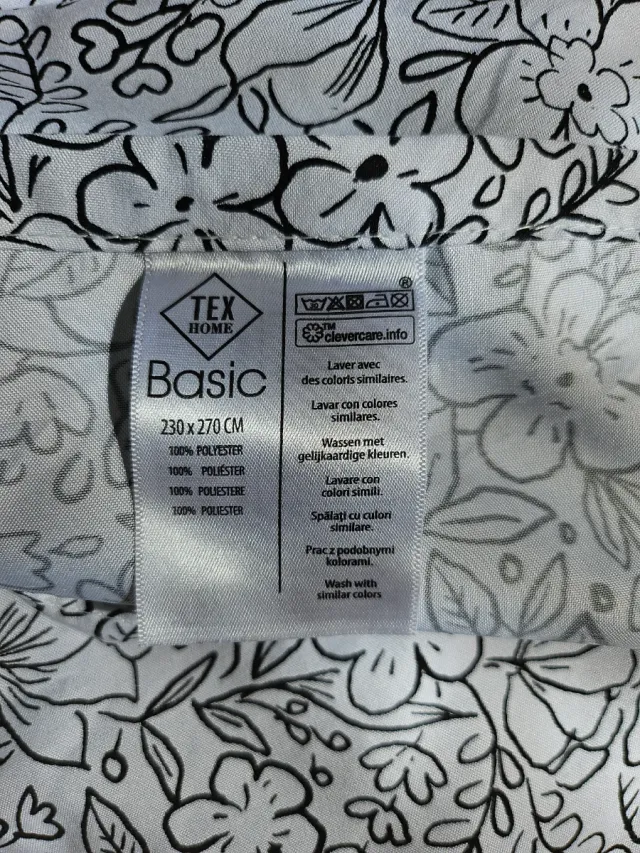 TEX
HOME
Basic
230 x 270 CM
100% POLYESTER
100% POLIÉSTER
100% POLIESTERE
100% POLIESTER
®
TM
clevercare.info
Laver avec
des coloris similaires.
Lavar con colores
similares.
Wassen met
gelijkaardige kleuren.
Lavare con
colori simili.
Spălați cu culori
similare.
Prac z podobnymi
kolorami.
Wash with
similar colors